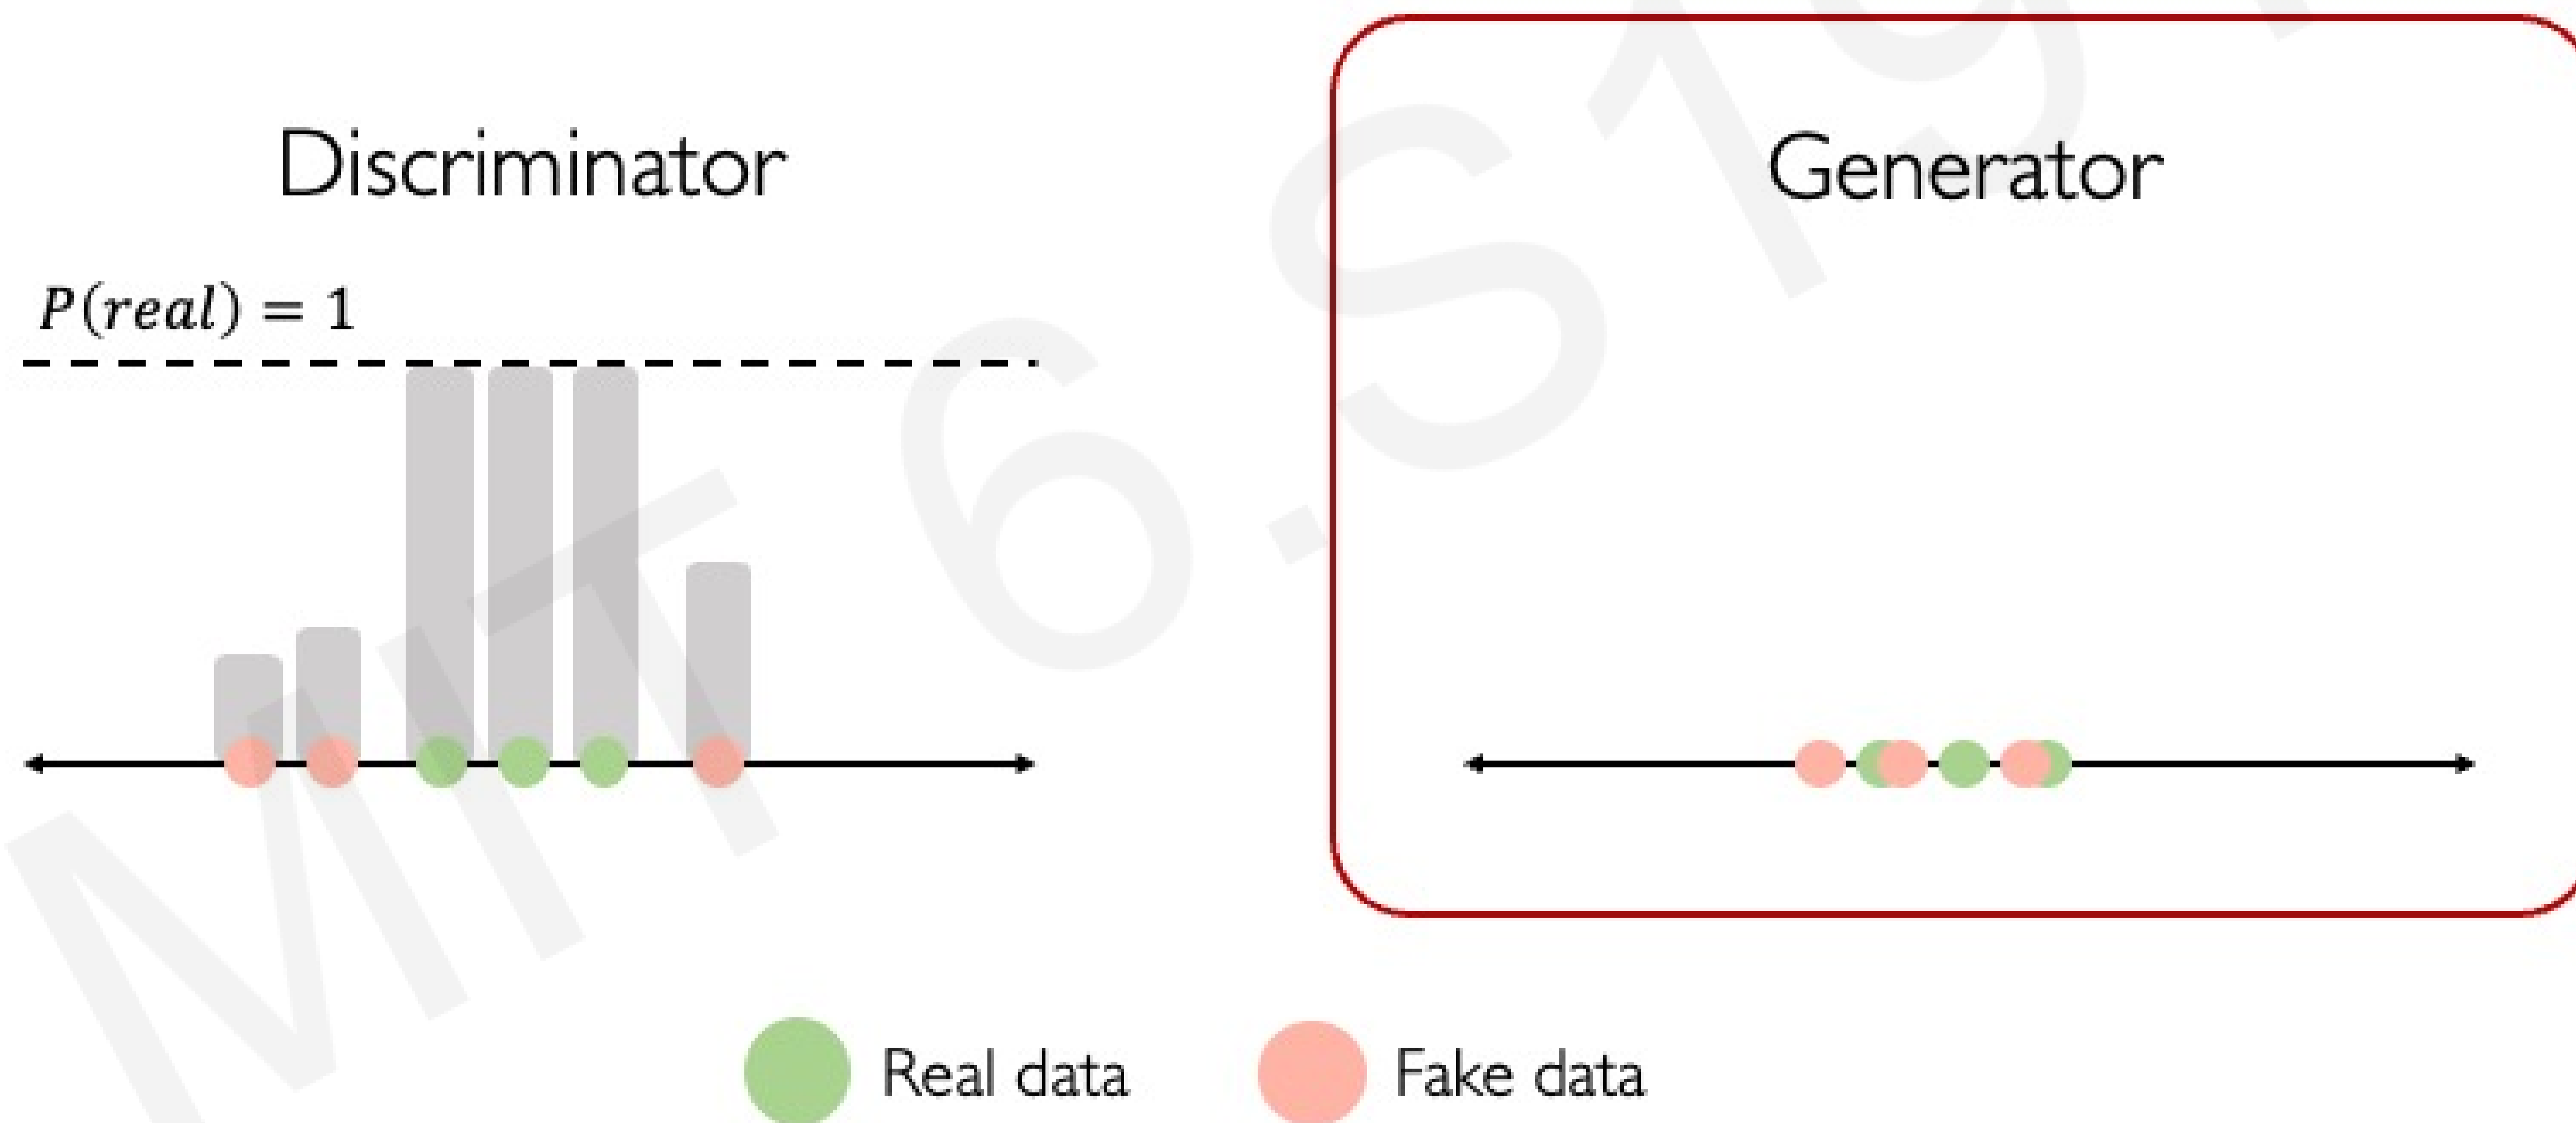 Discriminator
Generator
P(real) = 1
Real data
Fake data
MIT 6.S19